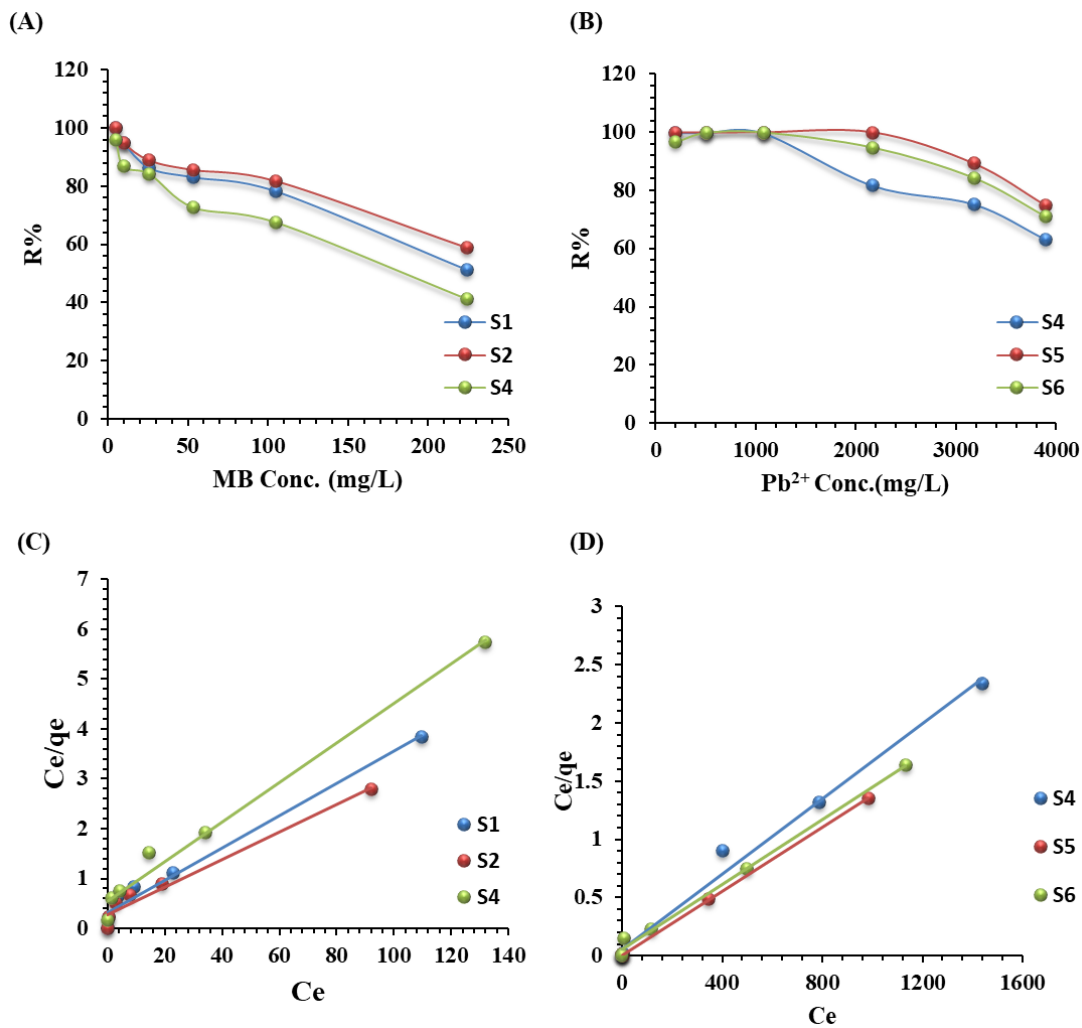 (A)
R%
120
100
80
60
40
20
0
0 50 100 150 200 250
MB Conc. (mg/L)
S1
S2
S4
(B)
R%
120
100
80
60
40
20
0
0 1000 2000 3000 4000
Pb²⁺ Conc.(mg/L)
S4
S5
S6
(C)
Ce/qe
7
6
5
4
3
2
1
0
0 20 40 60 80 100 120 140
Ce
S1
S2
S4
(D)
Ce/qe
3
2.5
2
1.5
1
0.5
0
0 400 800 1200 1600
Ce
S4
S5
S6